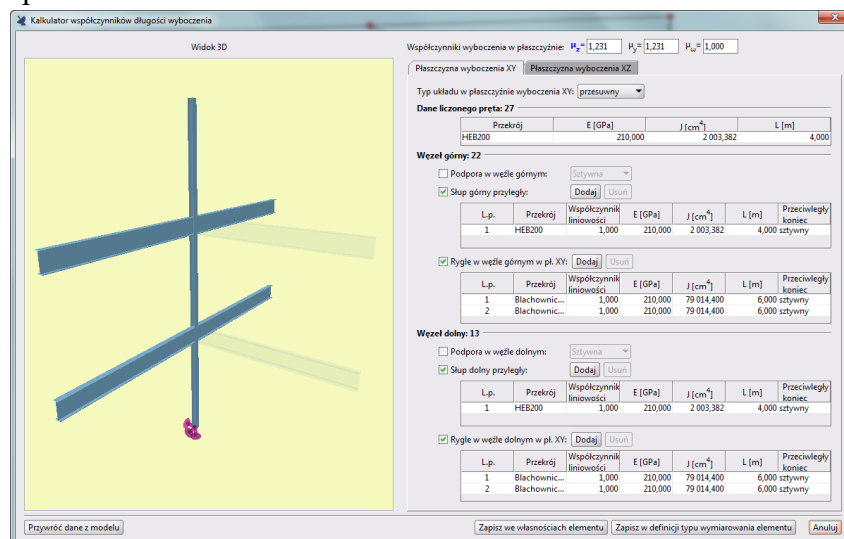 Kalkulator współczynników długości wyboczenia
Widok 3D
Współczynniki wyboczenia w płaszczyźnie: μz= 1,231 μy= 1,231 μω= 1,000
Płaszczyzna wyboczenia XY Płaszczyzna wyboczenia XZ
Typ układu w płaszczyźnie wyboczenia XY: przesuwny
Dane liczonego pręta: 27
Przekrój E [GPa] J [cm^4] L [m]
HEB200 210,000 2 003,382 4,000
Węzeł górny: 22
Podpora w węźle górnym: Sztywna
Słup górny przyległy: Dodaj Usuń
L.p. Przekrój Współczynnik liniowości E [GPa] J [cm^4] L [m] Przeciwległy koniec
1 HEB200 1,000 210,000 2 003,382 4,000 sztywny
Rygle w węźle górnym w pł. XY: Dodaj Usuń
L.p. Przekrój Współczynnik liniowości E [GPa] J [cm^4] L [m] Przeciwległy koniec
1 Blachownic... 1,000 210,000 79 014,400 6,000 sztywny
2 Blachownic... 1,000 210,000 79 014,400 6,000 sztywny
Węzeł dolny: 13
Podpora w węźle dolnym: Sztywna
Słup dolny przyległy: Dodaj Usuń
L.p. Przekrój Współczynnik liniowości E [GPa] J [cm^4] L [m] Przeciwległy koniec
1 HEB200 1,000 210,000 2 003,382 4,000 sztywny
Rygle w węźle dolnym w pł. XY: Dodaj Usuń
L.p. Przekrój Współczynnik liniowości E [GPa] J [cm^4] L [m] Przeciwległy koniec
1 Blachownic... 1,000 210,000 79 014,400 6,000 sztywny
2 Blachownic... 1,000 210,000 79 014,400 6,000 sztywny
Przywróć dane z modelu Zapisz we własnościach elementu Zapisz w definicji typu wymiarowania elementu Anuluj